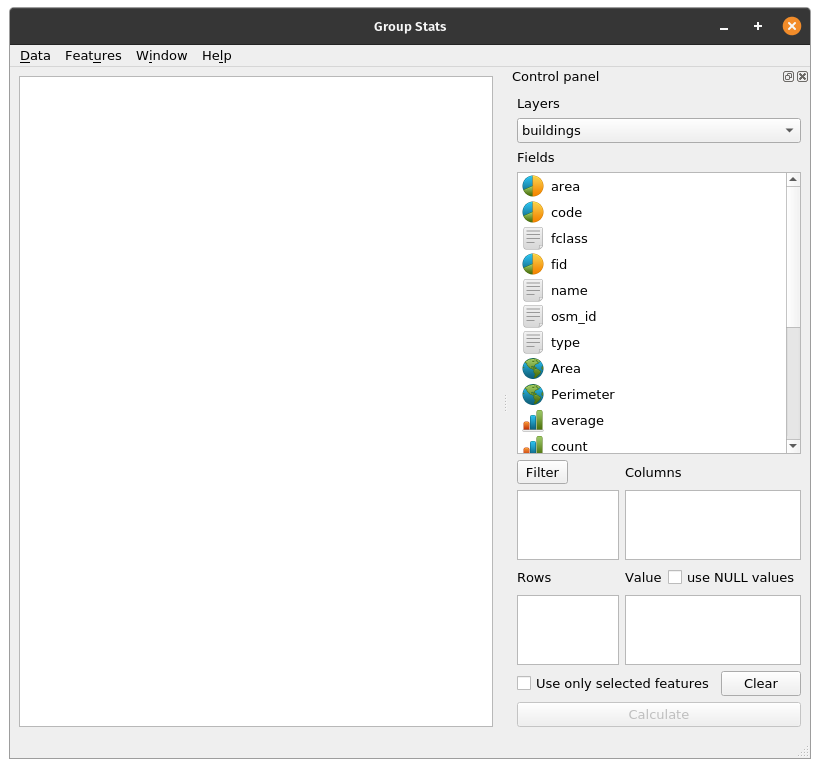 Group Stats
Data Features Window Help
Control panel
Layers
buildings
Fields
area
code
fclass
fid
name
osm_id
type
Area
Perimeter
average
count
Filter Columns
Rows Value use NULL values
Use only selected features Clear
Calculate